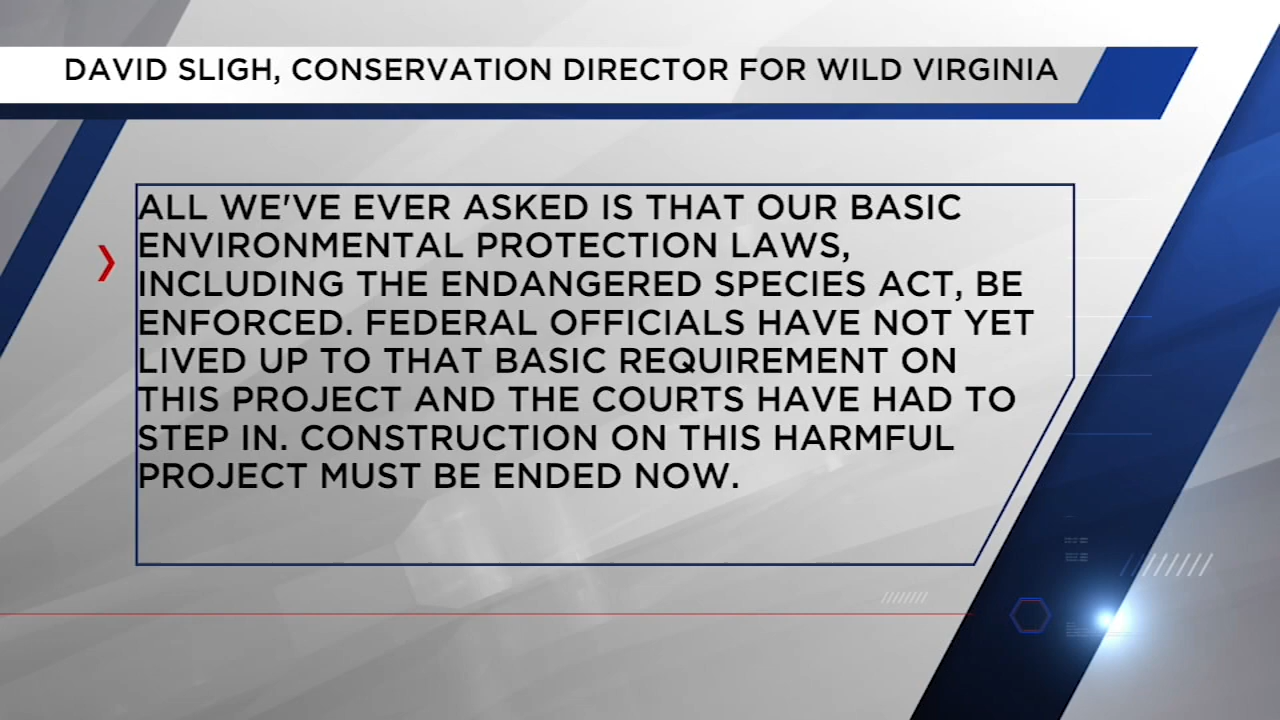 DAVID SLIGH, CONSERVATION DIRECTOR FOR WILD VIRGINIA
ALL WE'VE EVER ASKED IS THAT OUR BASIC
ENVIRONMENTAL PROTECTION LAWS,
INCLUDING THE ENDANGERED SPECIES ACT, BE
ENFORCED. FEDERAL OFFICIALS HAVE NOT YET
LIVED UP TO THAT BASIC REQUIREMENT ON
THIS PROJECT AND THE COURTS HAVE HAD TO
STEP IN. CONSTRUCTION ON THIS HARMFUL
PROJECT MUST BE ENDED NOW.